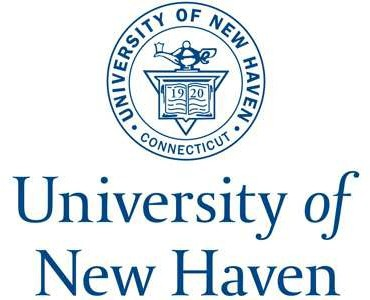 · UNIVERSITY OF NEW HAVEN ·
CONNECTICUT
1920
University of
New Haven